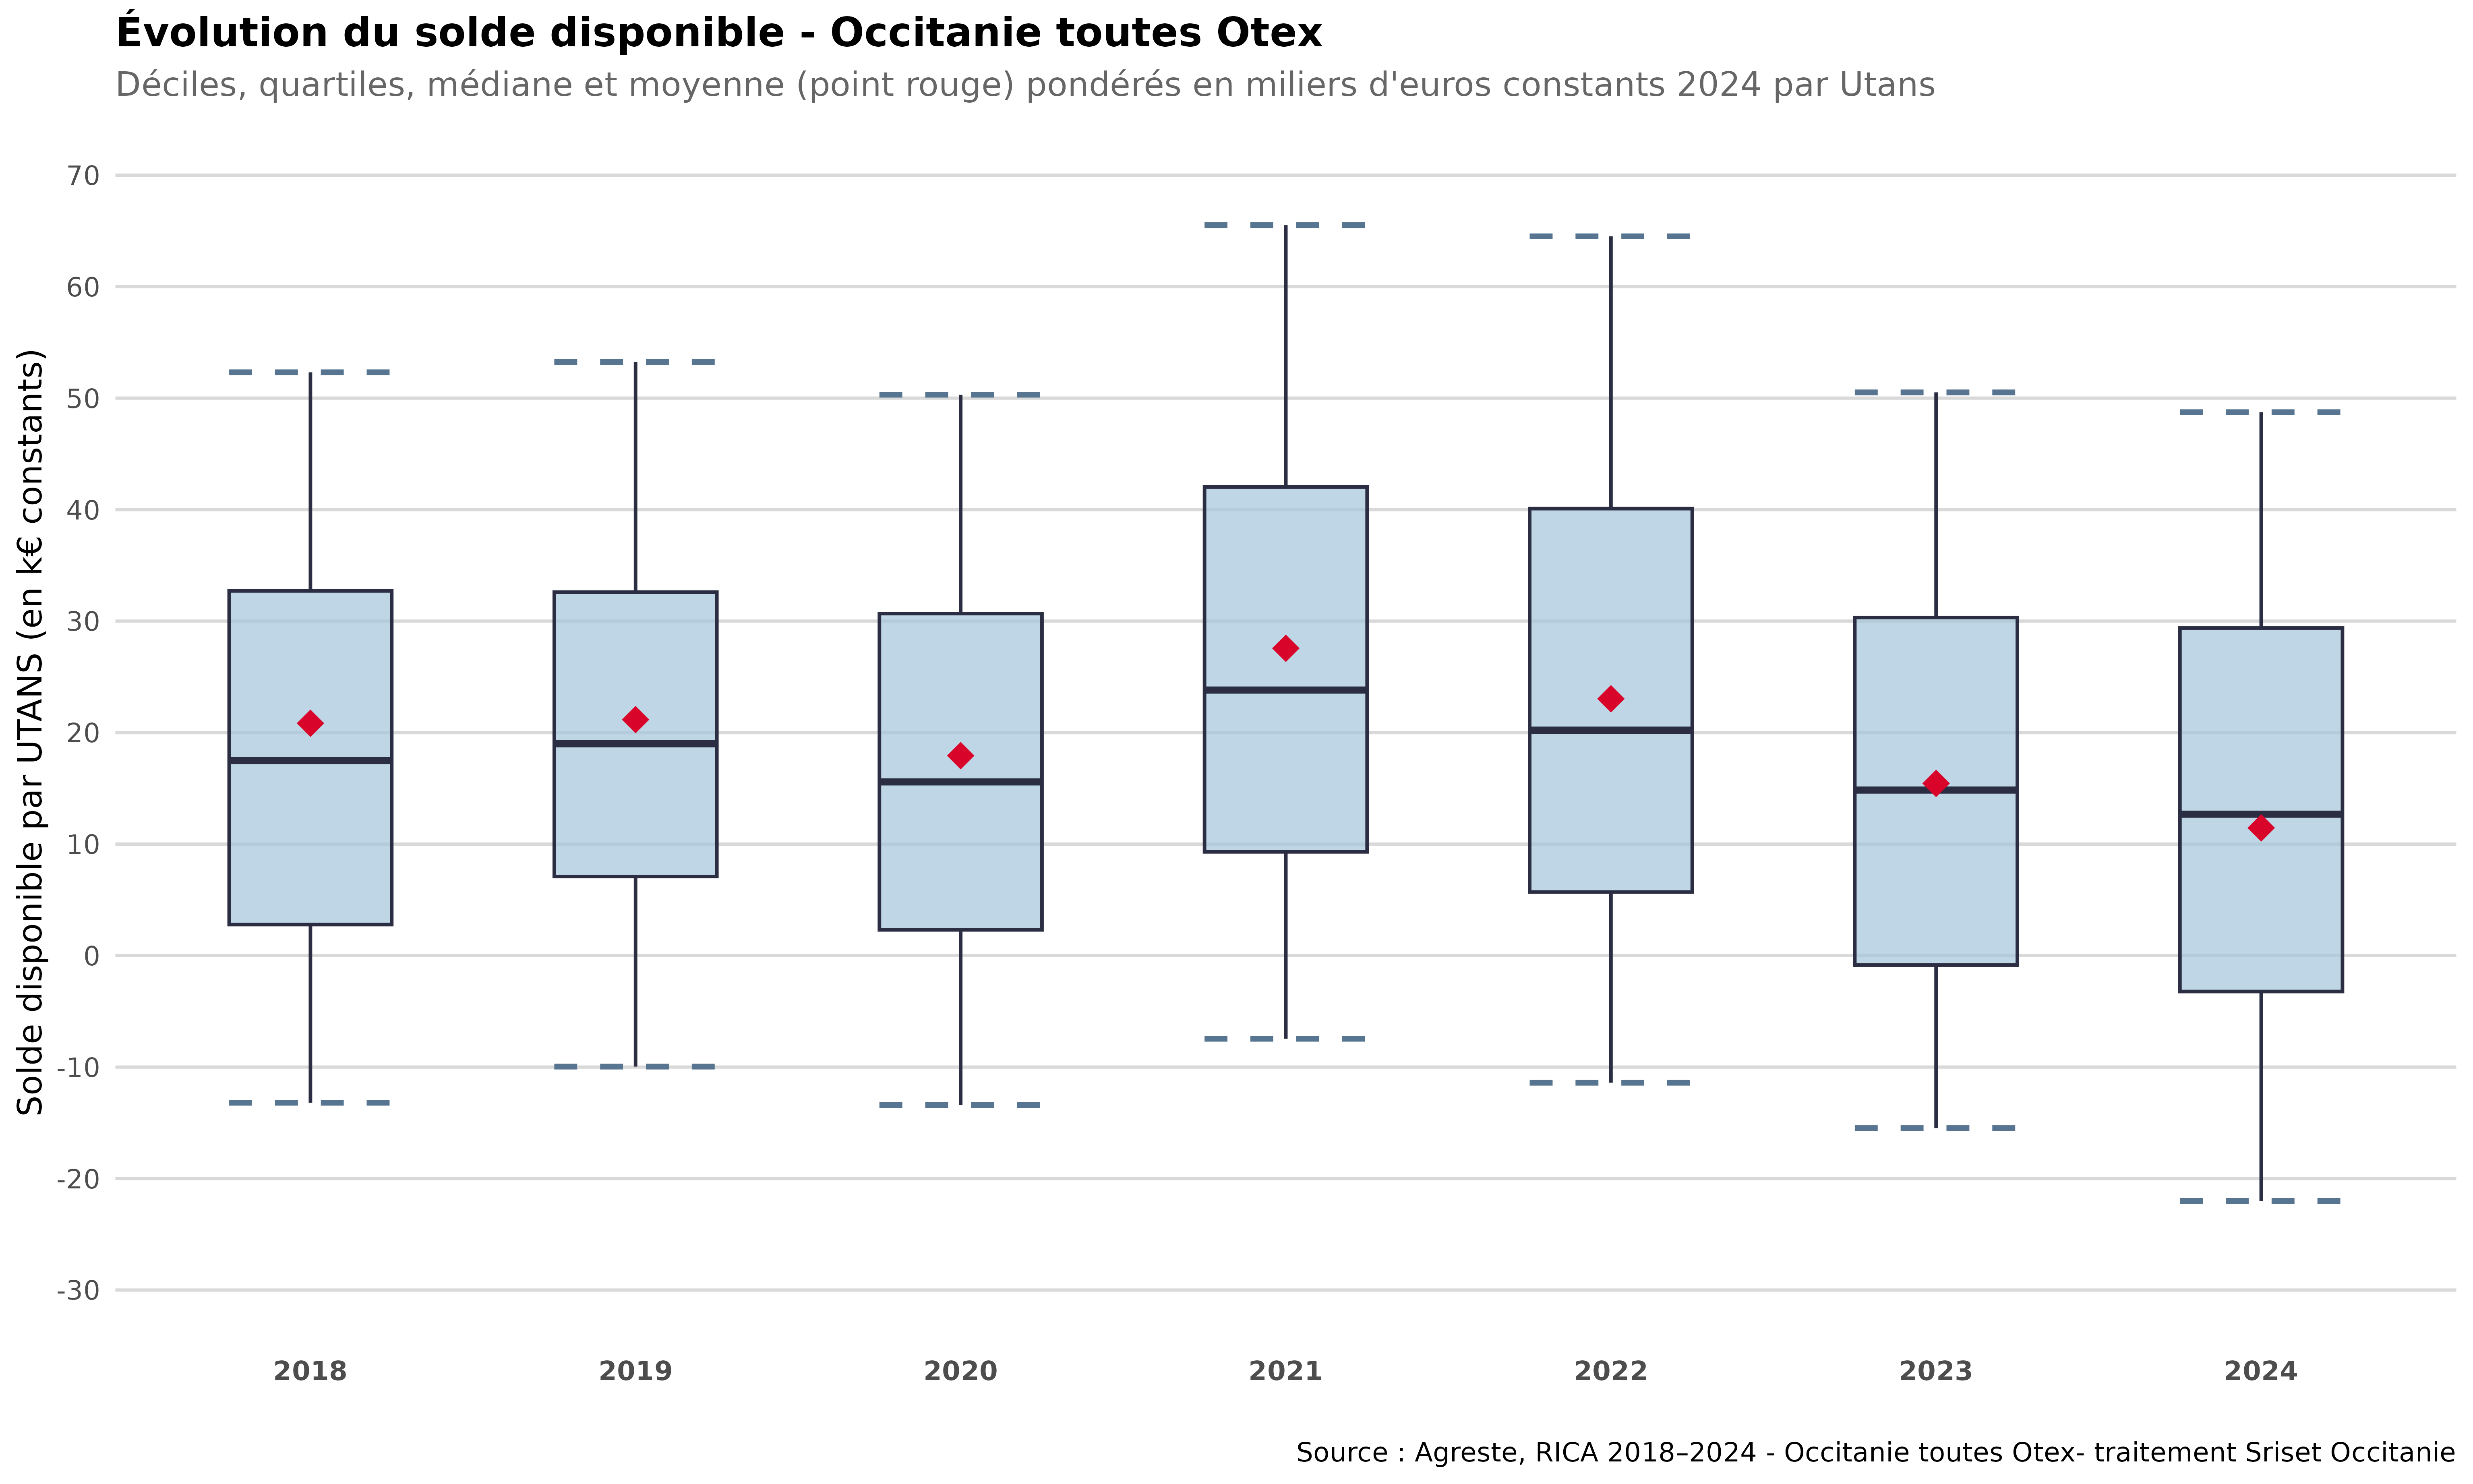 Évolution du solde disponible - Occitanie toutes Otex
Déciles, quartiles, médiane et moyenne (point rouge) pondérés en miliers d'euros constants 2024 par Utans
Solde disponible par UTANS (en k€ constants)
70
60
50
40
30
20
10
0
-10
-20
-30
2018 2019 2020 2021 2022 2023 2024
Source : Agreste, RICA 2018–2024 - Occitanie toutes Otex- traitement Sriset Occitanie